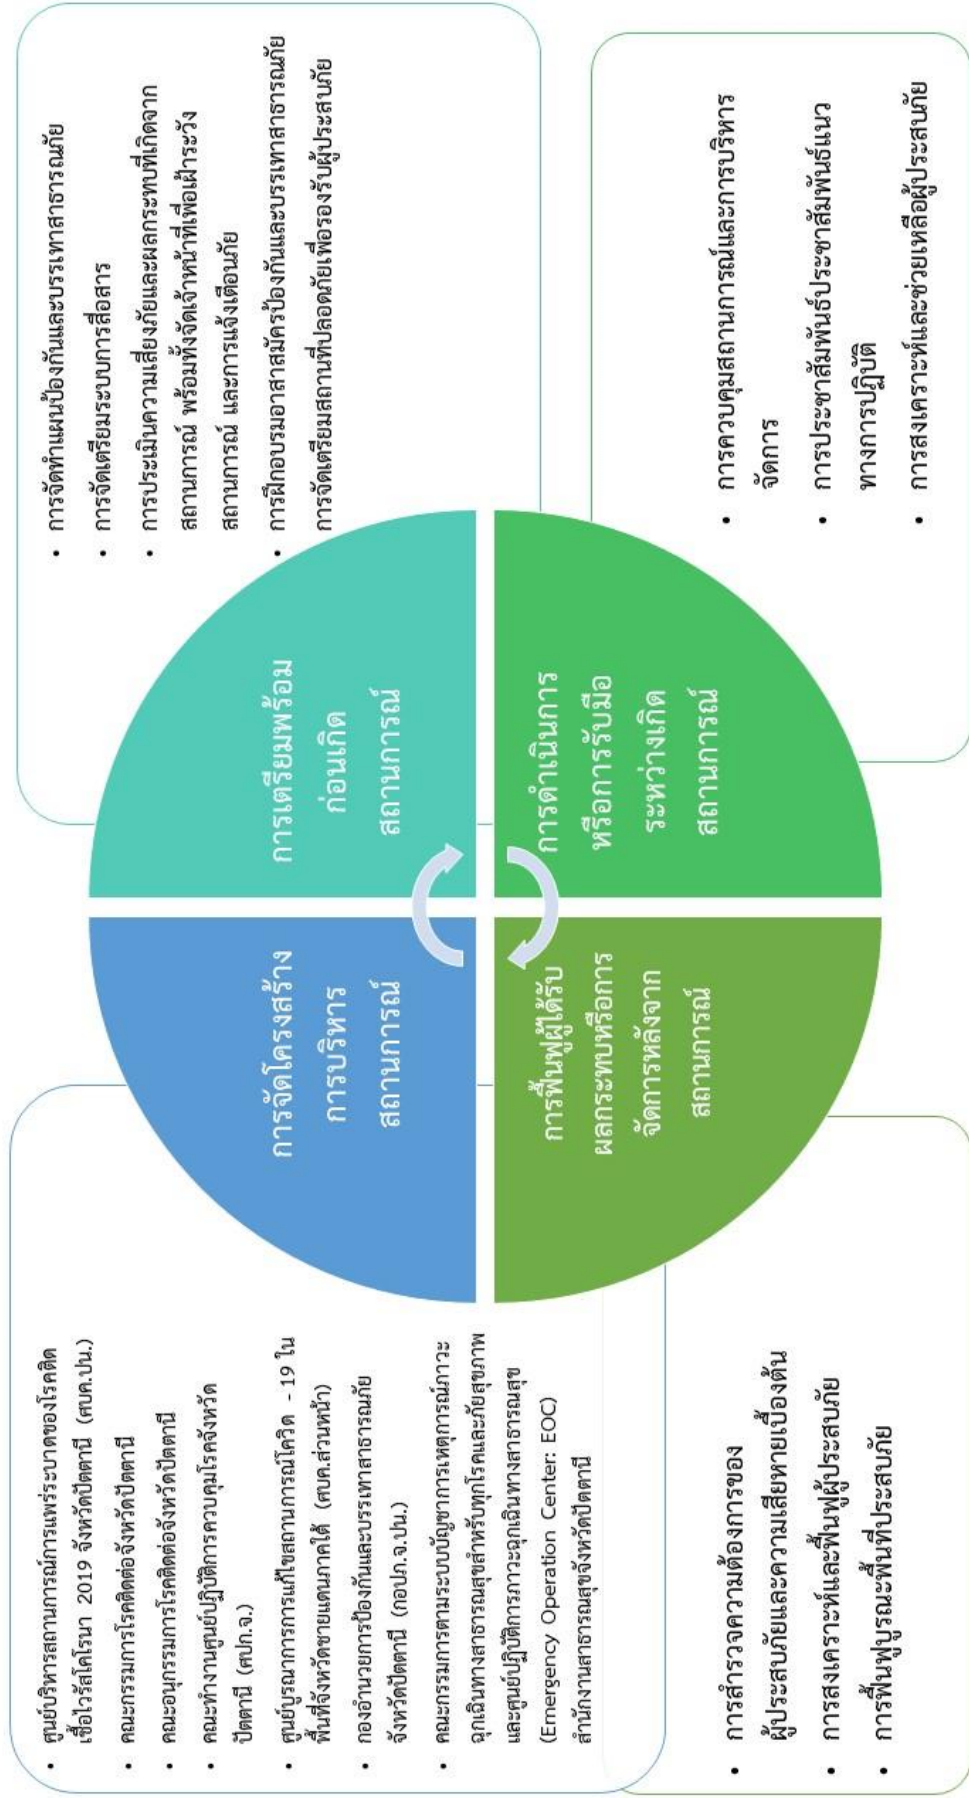 • ศูนย์บริหารสถานการณ์การแพร่ระบาดของโรคติด
เชื้อไวรัสโคโรนา 2019 จังหวัดปัตตานี (ศบค.ปน.)
• คณะกรรมการโรคติดต่อจังหวัดปัตตานี
• คณะอนุกรรมการโรคติดต่อจังหวัดปัตตานี
• คณะทำงานศูนย์ปฏิบัติการควบคุมโรคจังหวัด
ปัตตานี (ศปก.จ.)
• ศูนย์บูรณาการการแก้ไขสถานการณ์โควิด -19 ใน
พื้นที่จังหวัดชายแดนภาคใต้ (ศบค.ส่วนหน้า)
• กองอำนวยการป้องกันและบรรเทาสาธารณภัย
จังหวัดปัตตานี (กอปภ.จ.ปน.)
• คณะกรรมการตามระบบบัญชาการเหตุการณ์ภาวะ
ฉุกเฉินทางสาธารณสุขสำหรับทุกโรคและภัยสุขภาพ
และศูนย์ปฏิบัติการภาวะฉุกเฉินทางสาธารณสุข
(Emergency Operation Center: EOC)
สำนักงานสาธารณสุขจังหวัดปัตตานี
การจัดโครงสร้าง
การบริหาร
สถานการณ์
การเตรียมพร้อม
ก่อนเกิด
สถานการณ์
• การจัดทำแผนป้องกันและบรรเทาสาธารณภัย
• การจัดเตรียมระบบการสื่อสาร
• การประเมินความเสี่ยงภัยและผลกระทบที่เกิดจาก
สถานการณ์ พร้อมทั้งจัดเจ้าหน้าที่เพื่อเฝ้าระวัง
สถานการณ์ และการแจ้งเตือนภัย
• การฝึกอบรมอาสาสมัครป้องกันและบรรเทาสาธารณภัย
การจัดเตรียมสถานที่ปลอดภัยเพื่อรองรับผู้ประสบภัย
• การสำรวจความต้องการของ
ผู้ประสบภัยและความเสียหายเบื้องต้น
• การสงเคราะห์และฟื้นฟูผู้ประสบภัย
• การฟื้นฟูบูรณะพื้นที่ประสบภัย
การฟื้นฟูผู้ได้รับ
ผลกระทบหรือการ
จัดการหลังจาก
สถานการณ์
การดำเนินการ
หรือการรับมือ
ระหว่างเกิด
สถานการณ์
• การควบคุมสถานการณ์และการบริหาร
จัดการ
• การประชาสัมพันธ์ประชาสัมพันธ์แนว
ทางการปฏิบัติ
• การสงเคราะห์และช่วยเหลือผู้ประสบภัย